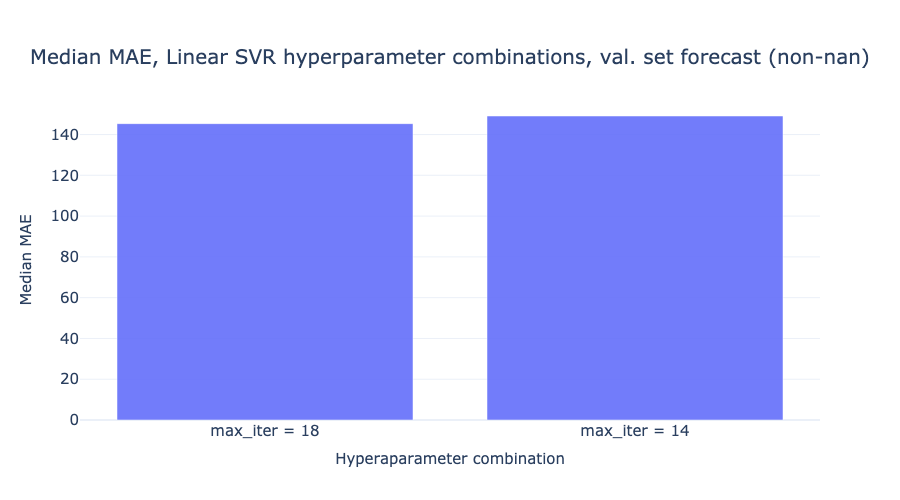 Median MAE, Linear SVR hyperparameter combinations, val. set forecast (non-nan)
Median MAE
140
120
100
80
60
40
20
0
max_iter = 18
max_iter = 14
Hyperaparameter combination